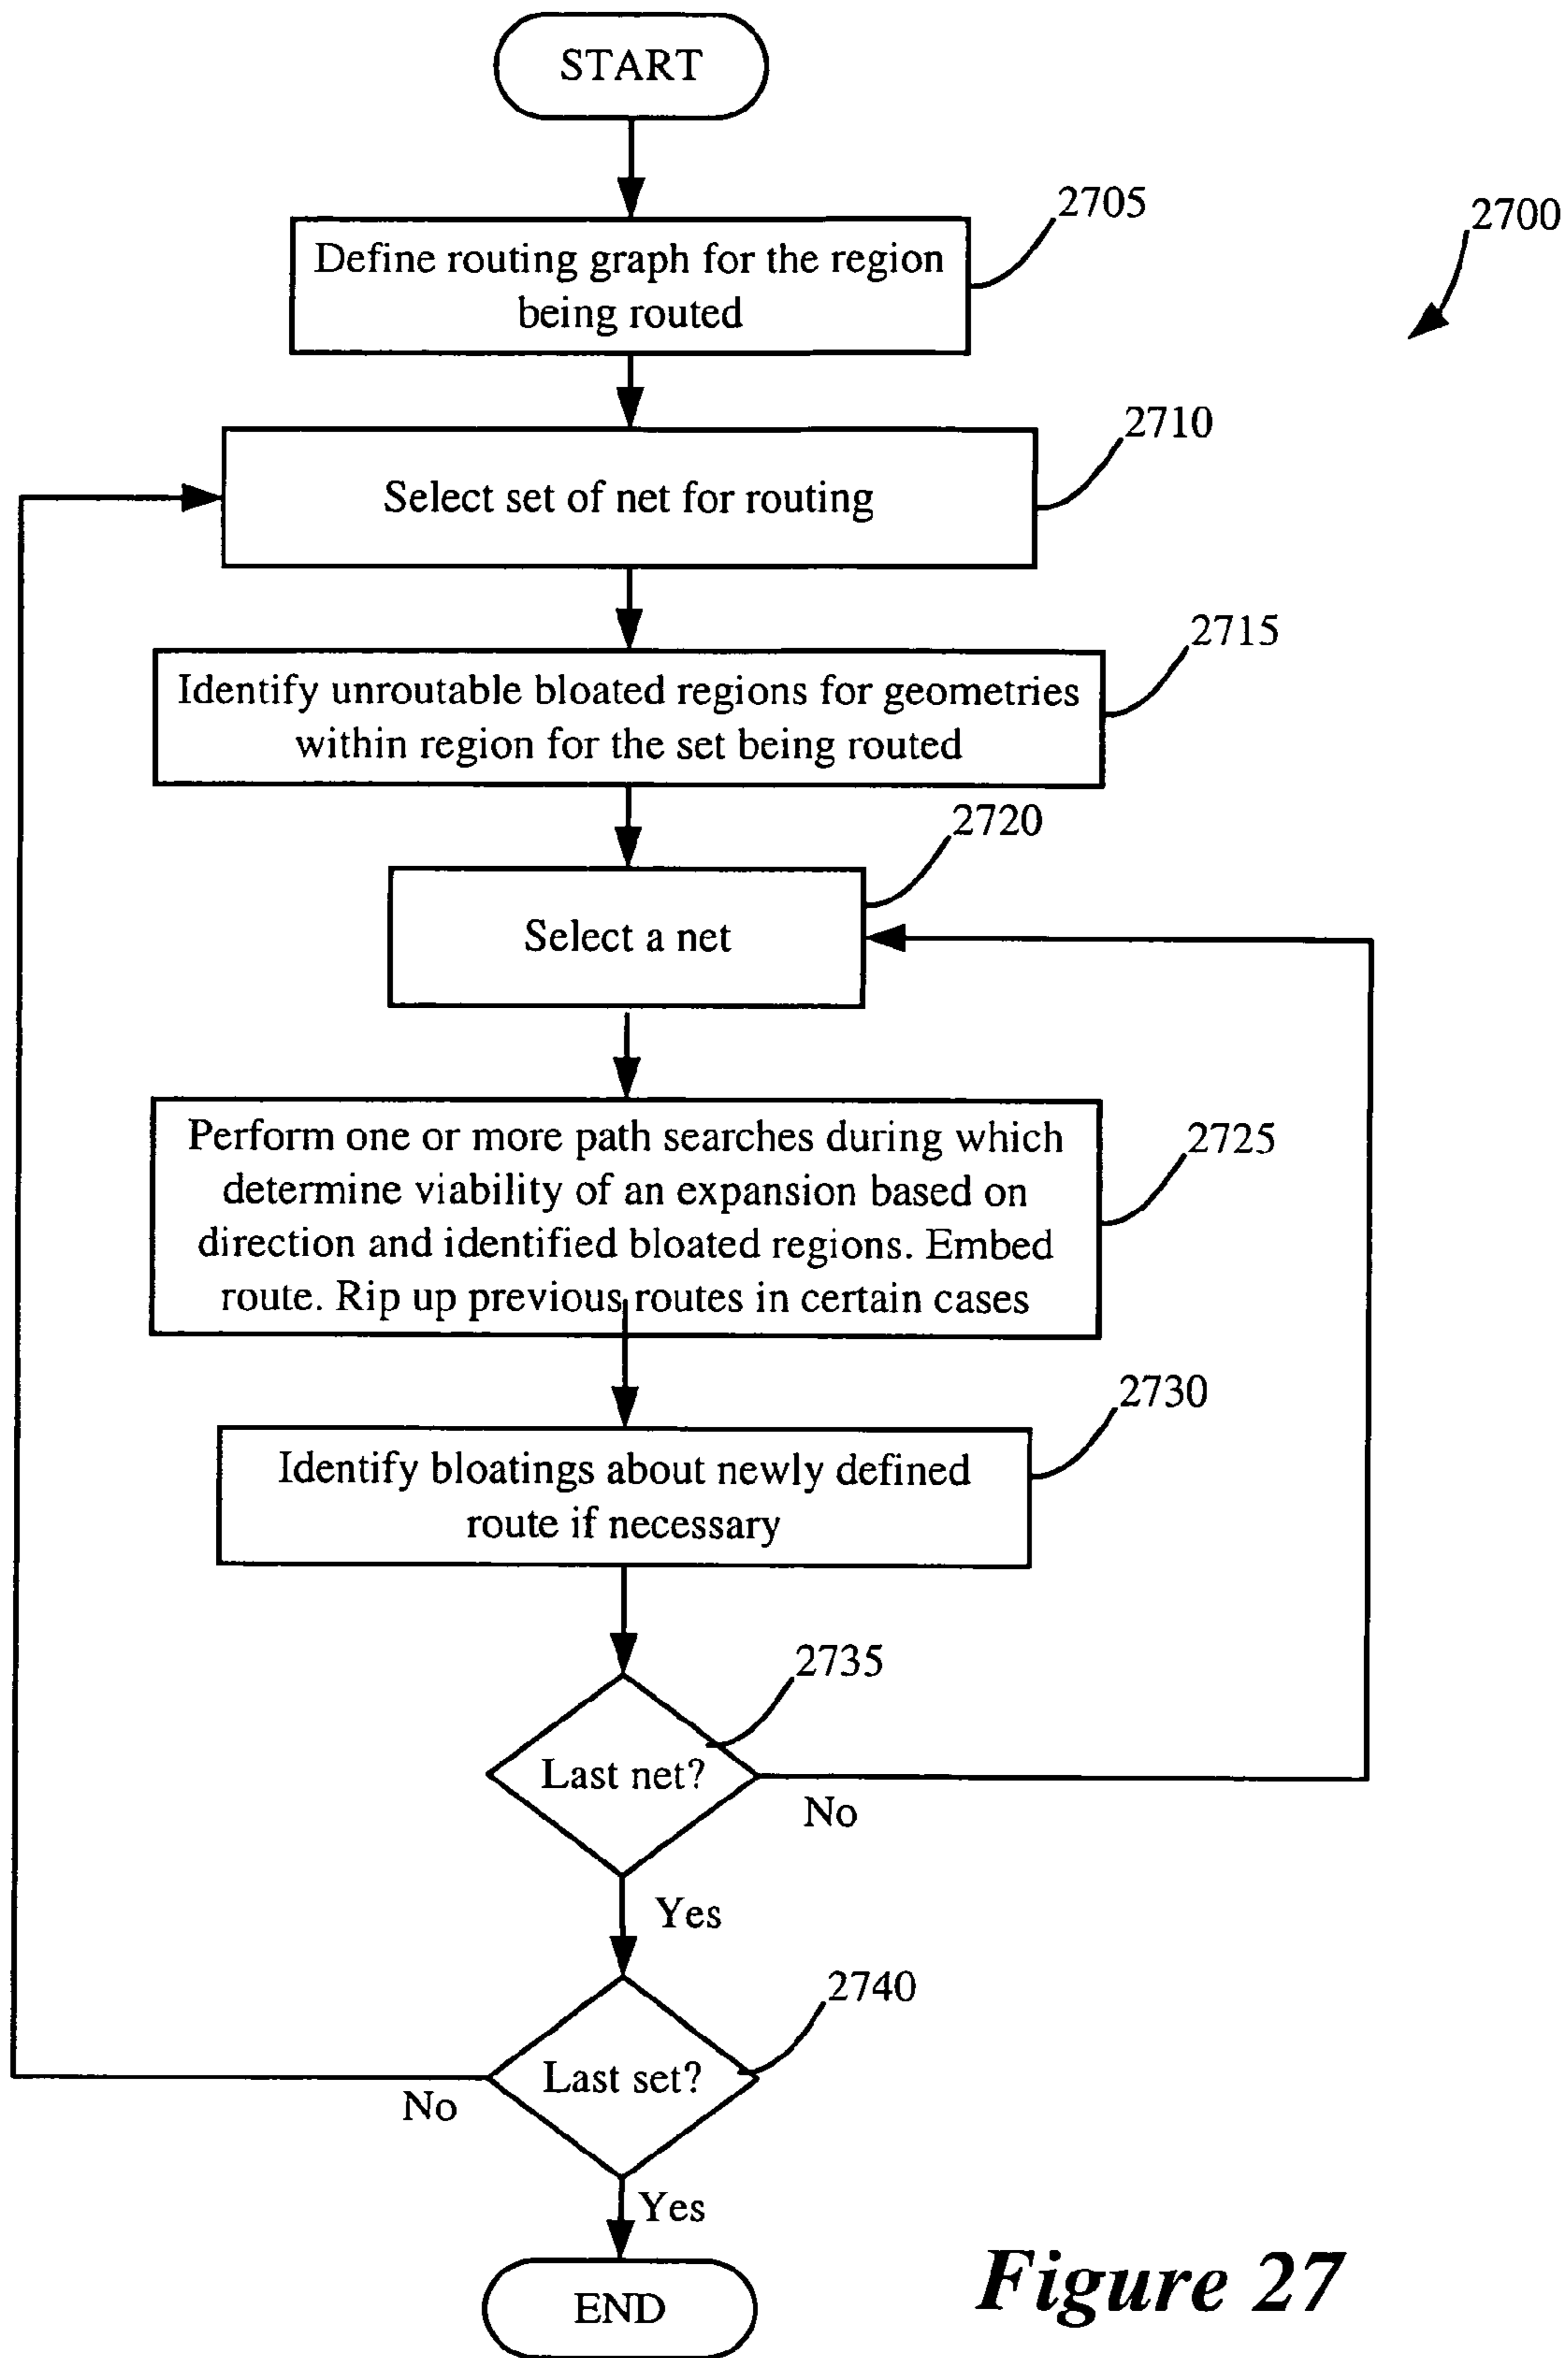 START
2705
2700
Define routing graph for the region
being routed
2710
Select set of net for routing
2715
Identify unroutable bloated regions for geometries
within region for the set being routed
2720
Select a net
2725
Perform one or more path searches during which
determine viability of an expansion based on
direction and identified bloated regions. Embed
route. Rip up previous routes in certain cases
2730
Identify bloatings about newly defined
route if necessary
2735
Last net?
No
Yes
2740
Last set?
No
Yes
END
Figure 27